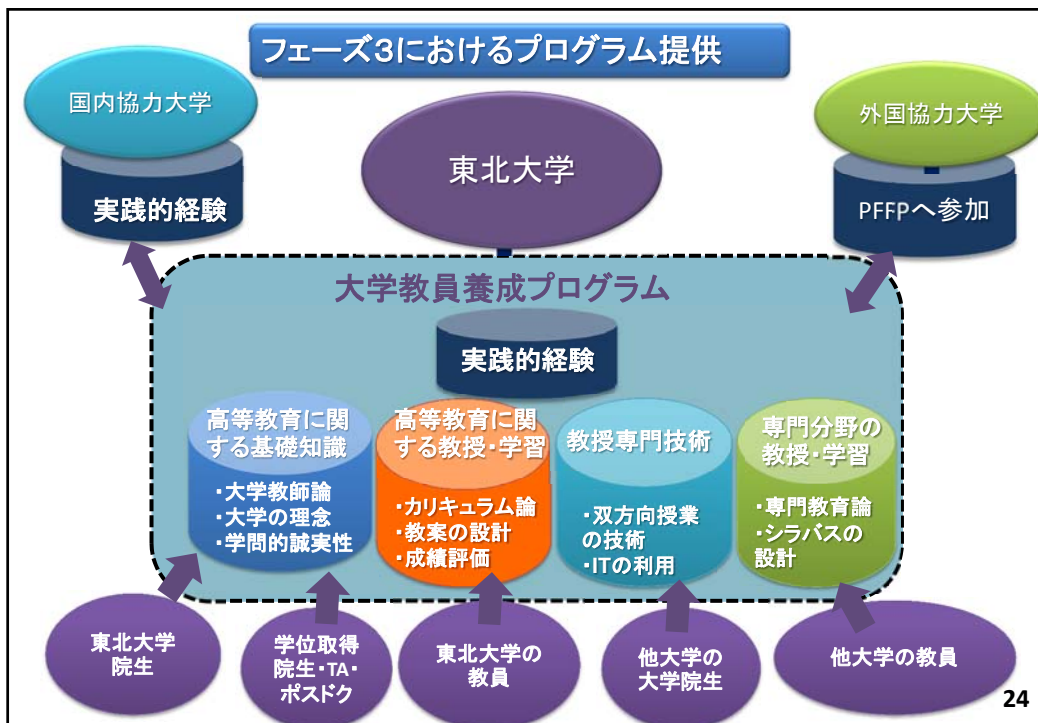 フェーズ3におけるプログラム提供
国内協力大学
実践的経験
東北大学
外国協力大学
PFFPへ参加
大学教員養成プログラム
実践的経験
高等教育に関
する基礎知識
・大学教師論
・大学の理念
・学問的誠実性
高等教育に関
する教授・学習
・カリキュラム論
・教案の設計
・成績評価
教授専門技術
・双方向授業
の技術
・ITの利用
専門分野の
教授・学習
・専門教育論
・シラバスの
設計
東北大学
院生
学位取得
院生・TA・
ポスドク
東北大学の
教員
他大学の
大学院生
他大学の教員
24